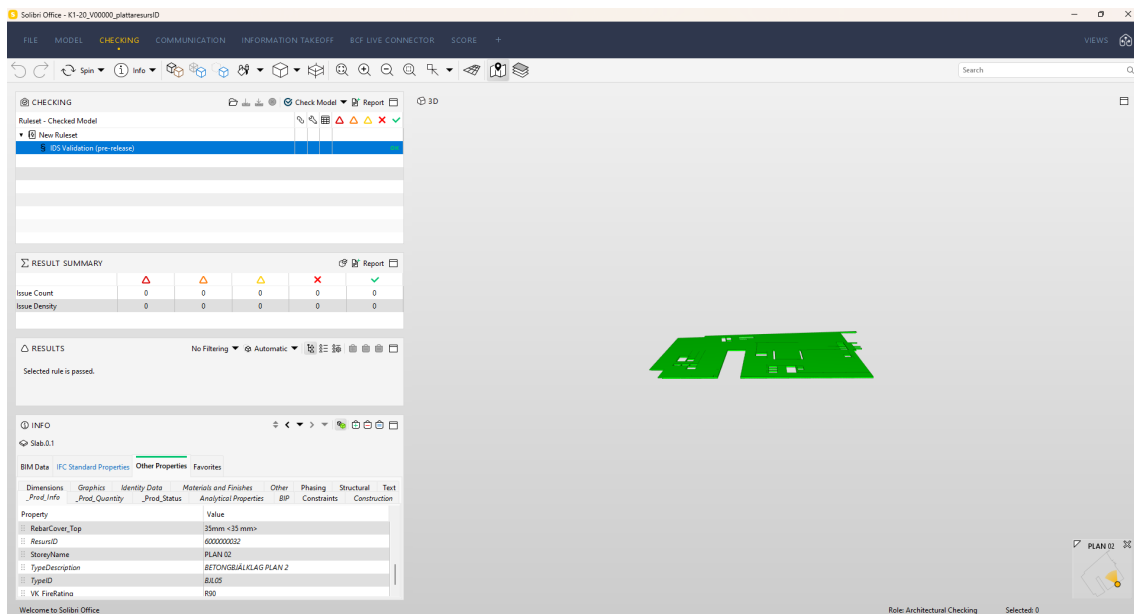 Solibri Office - K1-20_V00000_plattaresursID
FILE MODEL CHECKING COMMUNICATION INFORMATION TAKEOFF BCF LIVE CONNECTOR SCORE + VIEWS
Spin Info Search
CHECKING Check Model Report 3D
Ruleset - Checked Model
New Ruleset
§ IDS Validation (pre-release) OK
RESULT SUMMARY Report
Issue Count 0 0 0 0 0
Issue Density 0 0 0 0 0
RESULTS No Filtering Automatic
Selected rule is passed.
INFO
Slab.0.1
BIM Data IFC Standard Properties Other Properties Favorites
Dimensions Graphics Identity Data Materials and Finishes Other Phasing Structural Text
_Prod_Info _Prod_Quantity _Prod_Status Analytical Properties BIP Constraints Construction
Property Value
RebarCover_Top 35mm <35 mm>
ResursID 6000000032
StoreyName PLAN 02
TypeDescription BETONGBJÄLKLAG PLAN 2
TypeID BJL05
VK_FireRating R90
PLAN 02
Welcome to Solibri Office Role: Architectural Checking Selected: 0